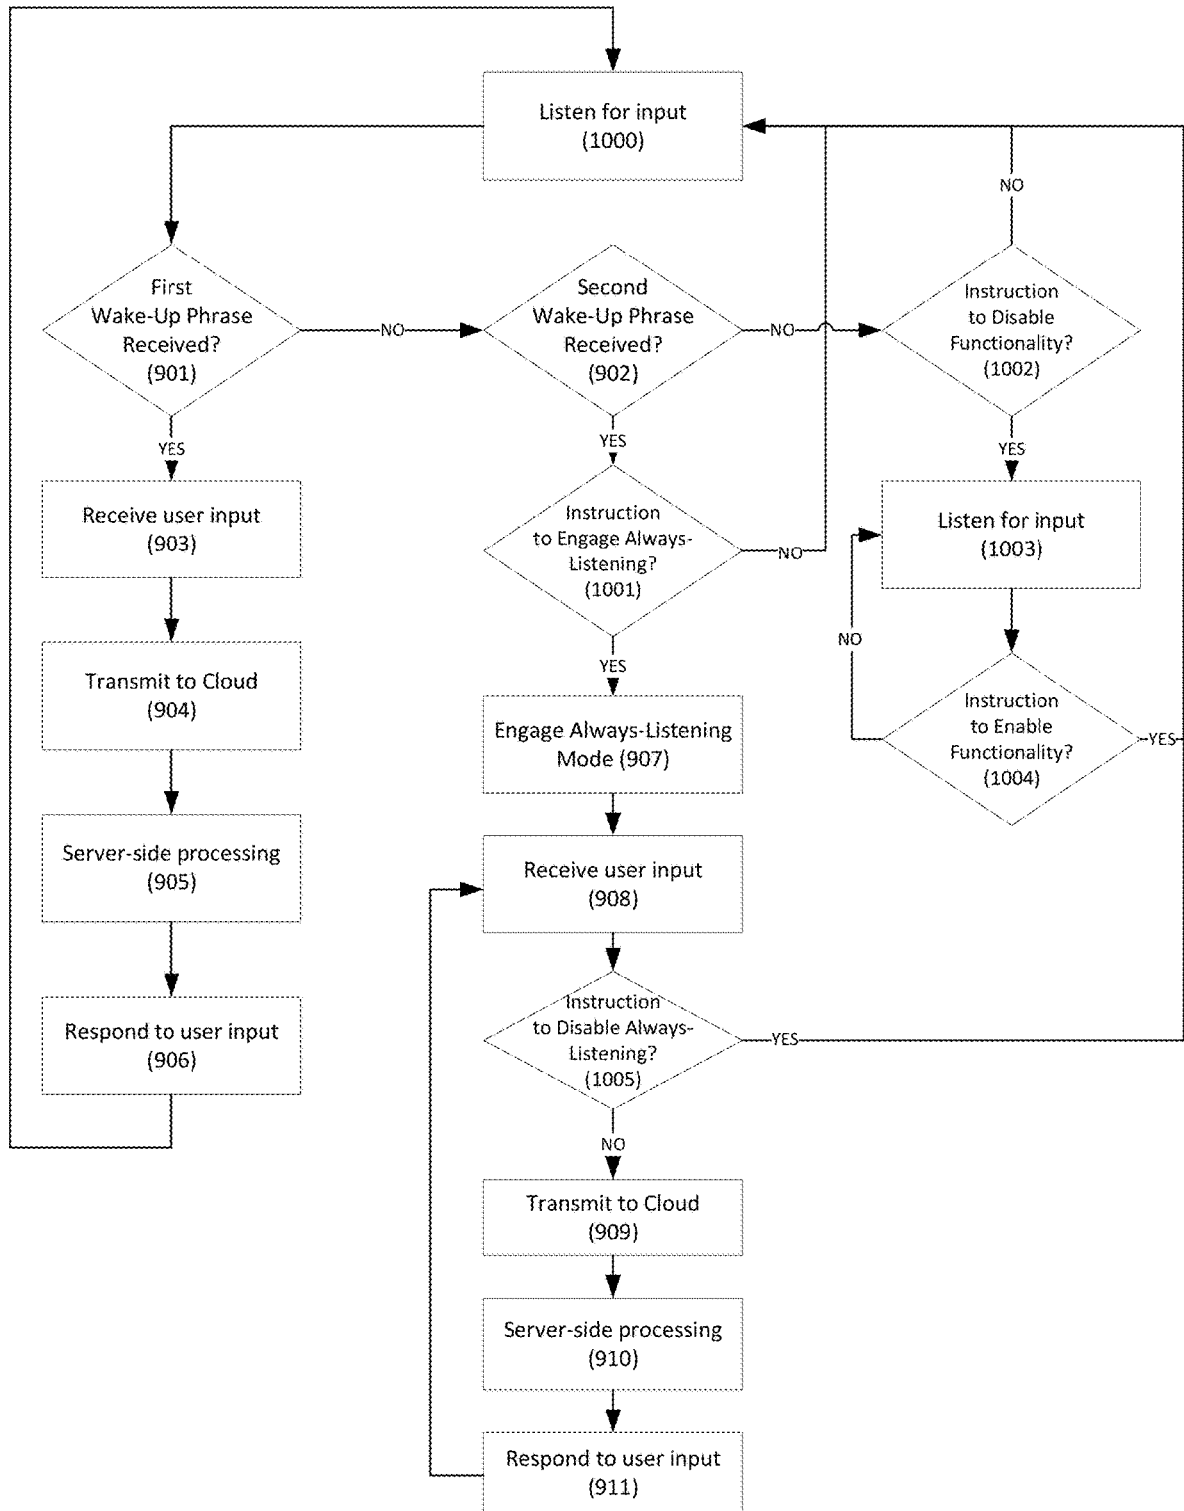 Listen for input
(1000)
NO
First
Wake-Up Phrase
Received?
(901)
NO
Second
Wake-Up Phrase
Received?
(902)
NO
Instruction
to Disable
Functionality?
(1002)
YES
YES
YES
Receive user input
(903)
Instruction
to Engage Always-
Listening?
(1001)
NO
Listen for input
(1003)
NO
YES
Transmit to Cloud
(904)
Engage Always-Listening
Mode (907)
Instruction
to Enable
Functionality?
(1004)
YES
Server-side processing
(905)
Receive user input
(908)
Respond to user input
(906)
Instruction
to Disable Always-
Listening?
(1005)
YES
NO
Transmit to Cloud
(909)
Server-side processing
(910)
Respond to user input
(911)